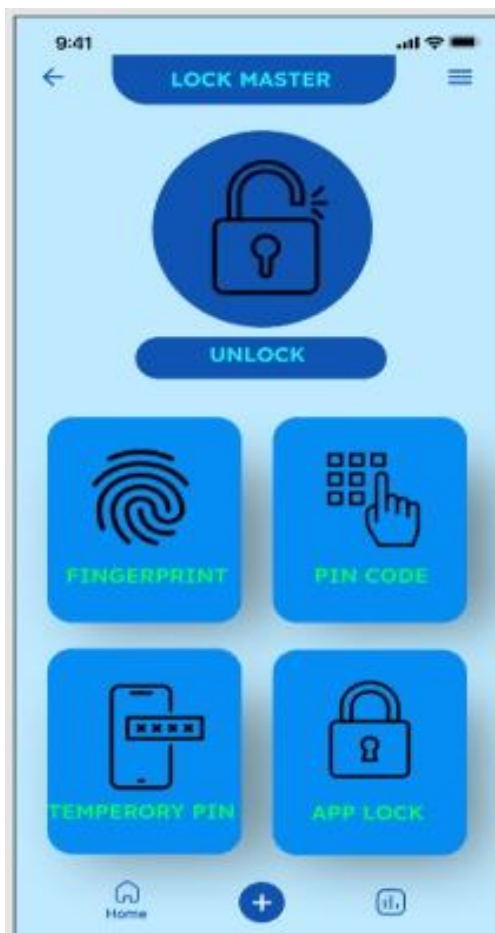 9:41
LOCK MASTER
UNLOCK
FINGERPRINT
PIN CODE
TEMPERORY PIN
APP LOCK
Home